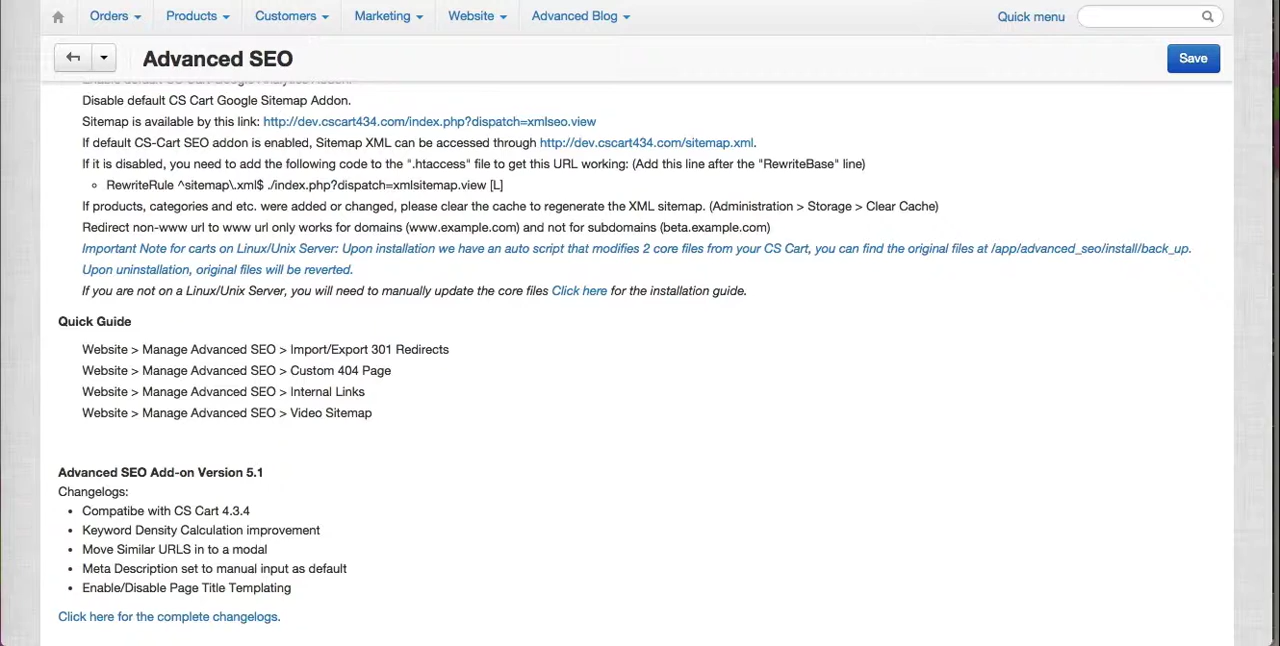 Orders
Products
Customers
Marketing
Website
Advanced Blog
Quick menu
Advanced SEO
Save
Disable default CS Cart Google Sitemap Addon.
Sitemap is available by this link: http://dev.cscart434.com/index.php?dispatch=xmlseo.view
If default CS-Cart SEO addon is enabled, Sitemap XML can be accessed through http://dev.cscart434.com/sitemap.xml.
If it is disabled, you need to add the following code to the ".htaccess" file to get this URL working: (Add this line after the "RewriteBase" line)
RewriteRule ^sitemap\.xml$ ./index.php?dispatch=xmlsitemap.view [L]
If products, categories and etc. were added or changed, please clear the cache to regenerate the XML sitemap. (Administration > Storage > Clear Cache)
Redirect non-www url to www url only works for domains (www.example.com) and not for subdomains (beta.example.com)
Important Note for carts on Linux/Unix Server: Upon installation we have an auto script that modifies 2 core files from your CS Cart, you can find the original files at /app/advanced_seo/install/back_up.
Upon uninstallation, original files will be reverted.
If you are not on a Linux/Unix Server, you will need to manually update the core files Click here for the installation guide.
Quick Guide
Website > Manage Advanced SEO > Import/Export 301 Redirects
Website > Manage Advanced SEO > Custom 404 Page
Website > Manage Advanced SEO > Internal Links
Website > Manage Advanced SEO > Video Sitemap
Advanced SEO Add-on Version 5.1
Changelogs:
Compatibe with CS Cart 4.3.4
Keyword Density Calculation improvement
Move Similar URLS in to a modal
Meta Description set to manual input as default
Enable/Disable Page Title Templating
Click here for the complete changelogs.